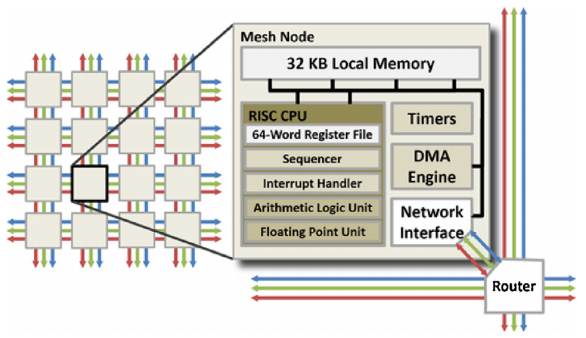 Mesh Node
32 KB Local Memory
RISC CPU
64-Word Register File
Sequencer
Interrupt Handler
Arithmetic Logic Unit
Floating Point Unit
Timers
DMA
Engine
Network
Interface
Router